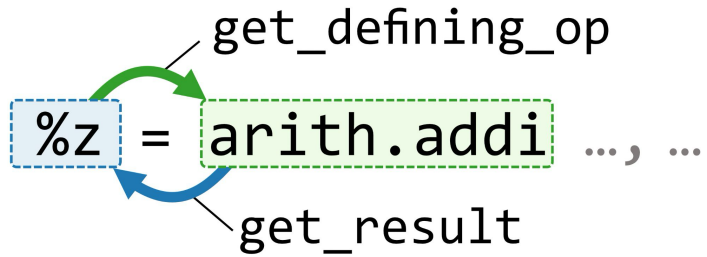 get_defining_op
%z = arith.addi …, …
get_result